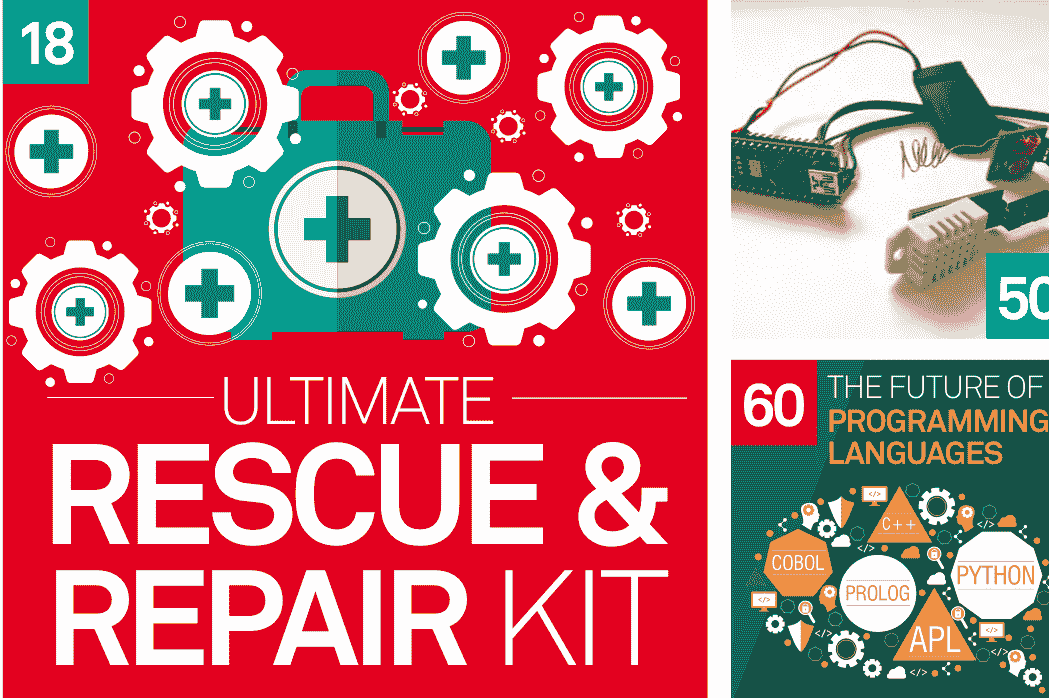 18
ULTIMATE
RESCUE &
REPAIR KIT
50
60
THE FUTURE OF
PROGRAMMING
LANGUAGES
C++
COBOL
PROLOG
PYTHON
APL